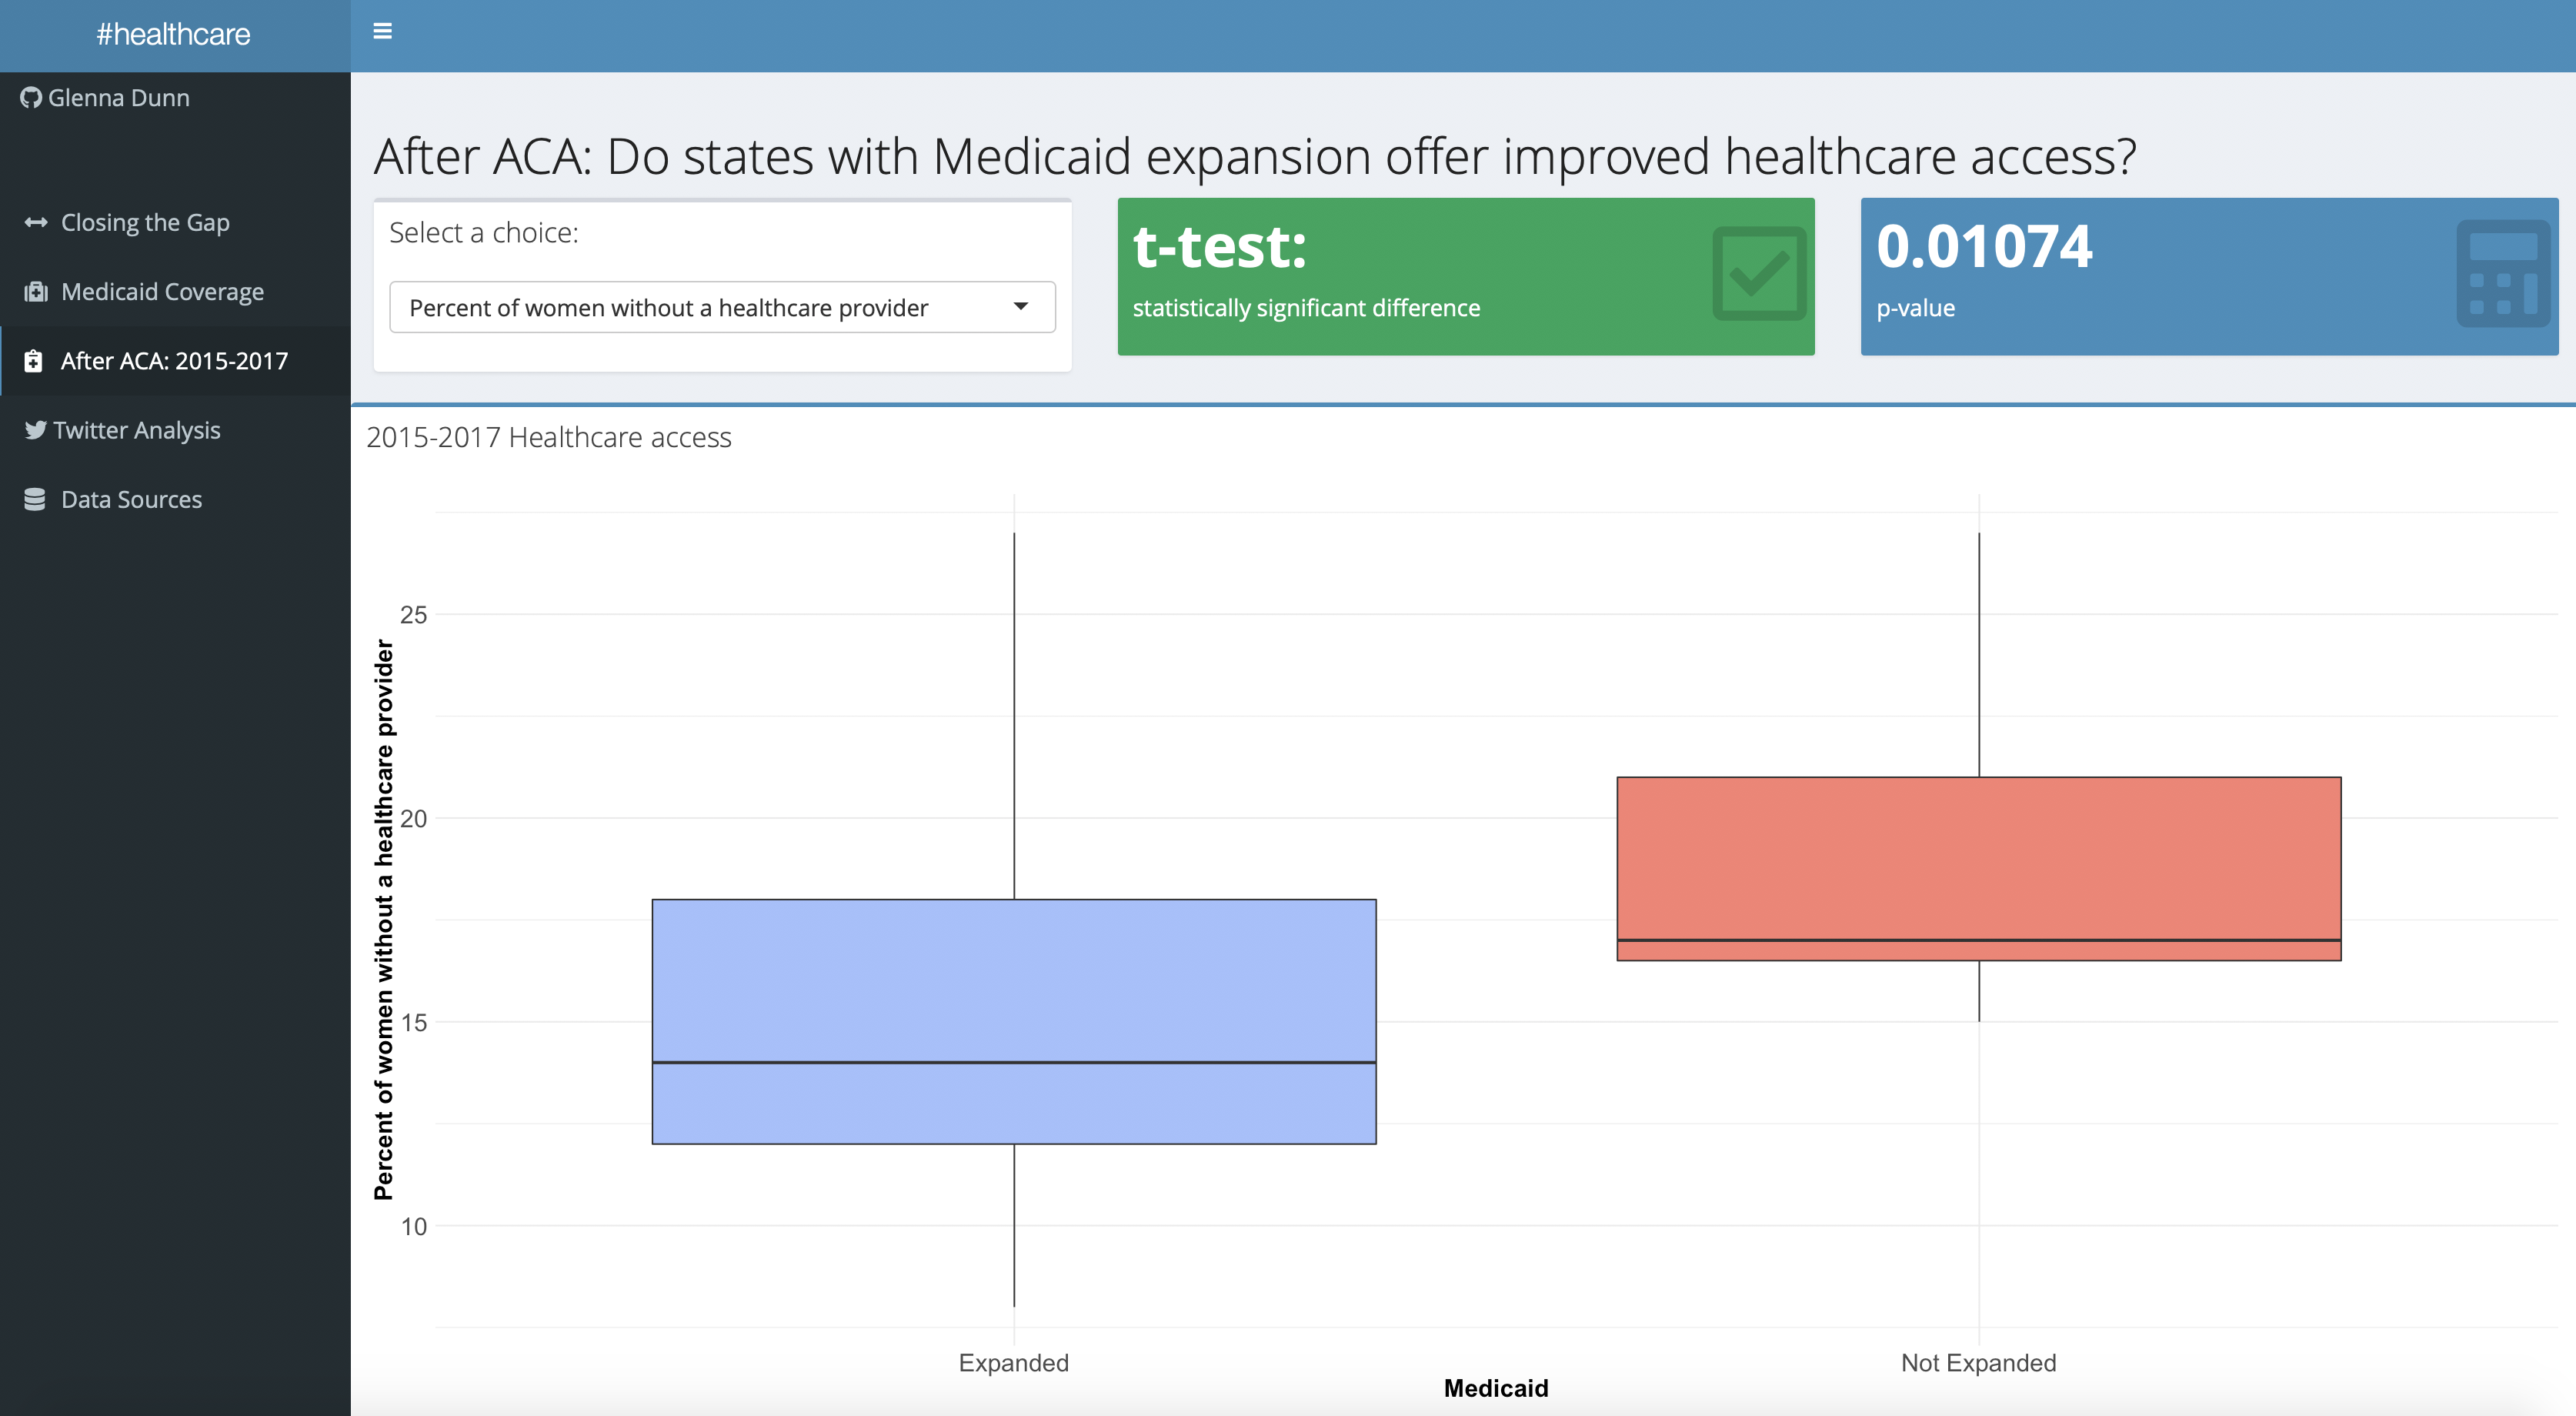 #healthcare
Glenna Dunn
Closing the Gap
Medicaid Coverage
After ACA: 2015-2017
Twitter Analysis
Data Sources
After ACA: Do states with Medicaid expansion offer improved healthcare access?
Select a choice:
Percent of women without a healthcare provider
t-test:
statistically significant difference
0.01074
p-value
2015-2017 Healthcare access
Percent of women without a healthcare provider
25
20
15
10
Expanded
Not Expanded
Medicaid